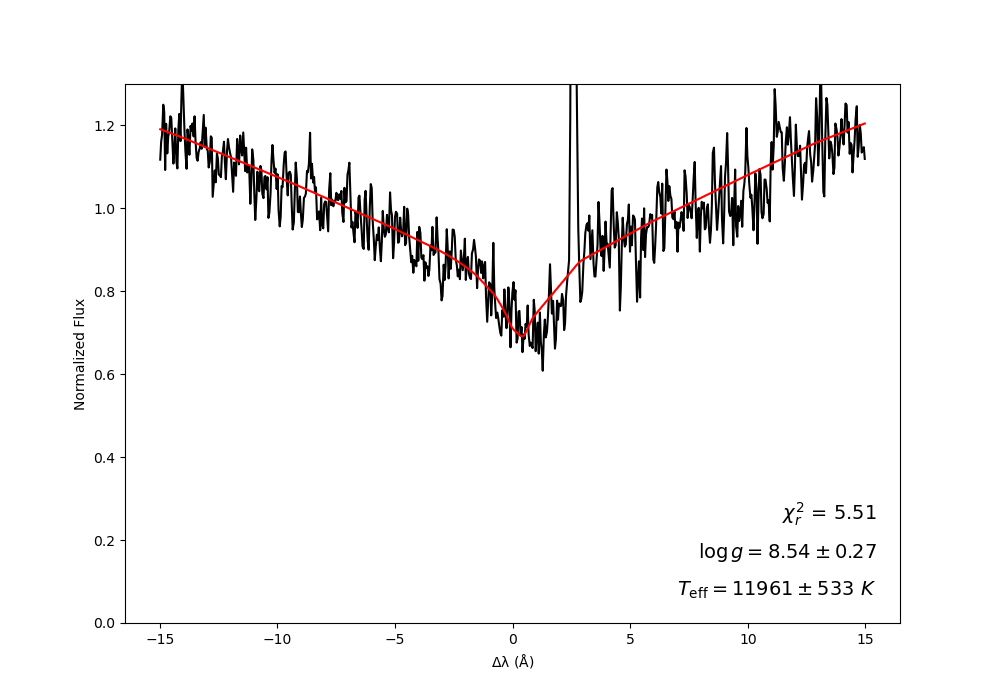 1.2
1.0
0.8
0.6
0.4
0.2
0.0
Normalized Flux
χ²ᵣ = 5.51
log g = 8.54 ± 0.27
T_eff = 11961 ± 533 K
−15 −10 −5 0 5 10 15
Δλ (Å)